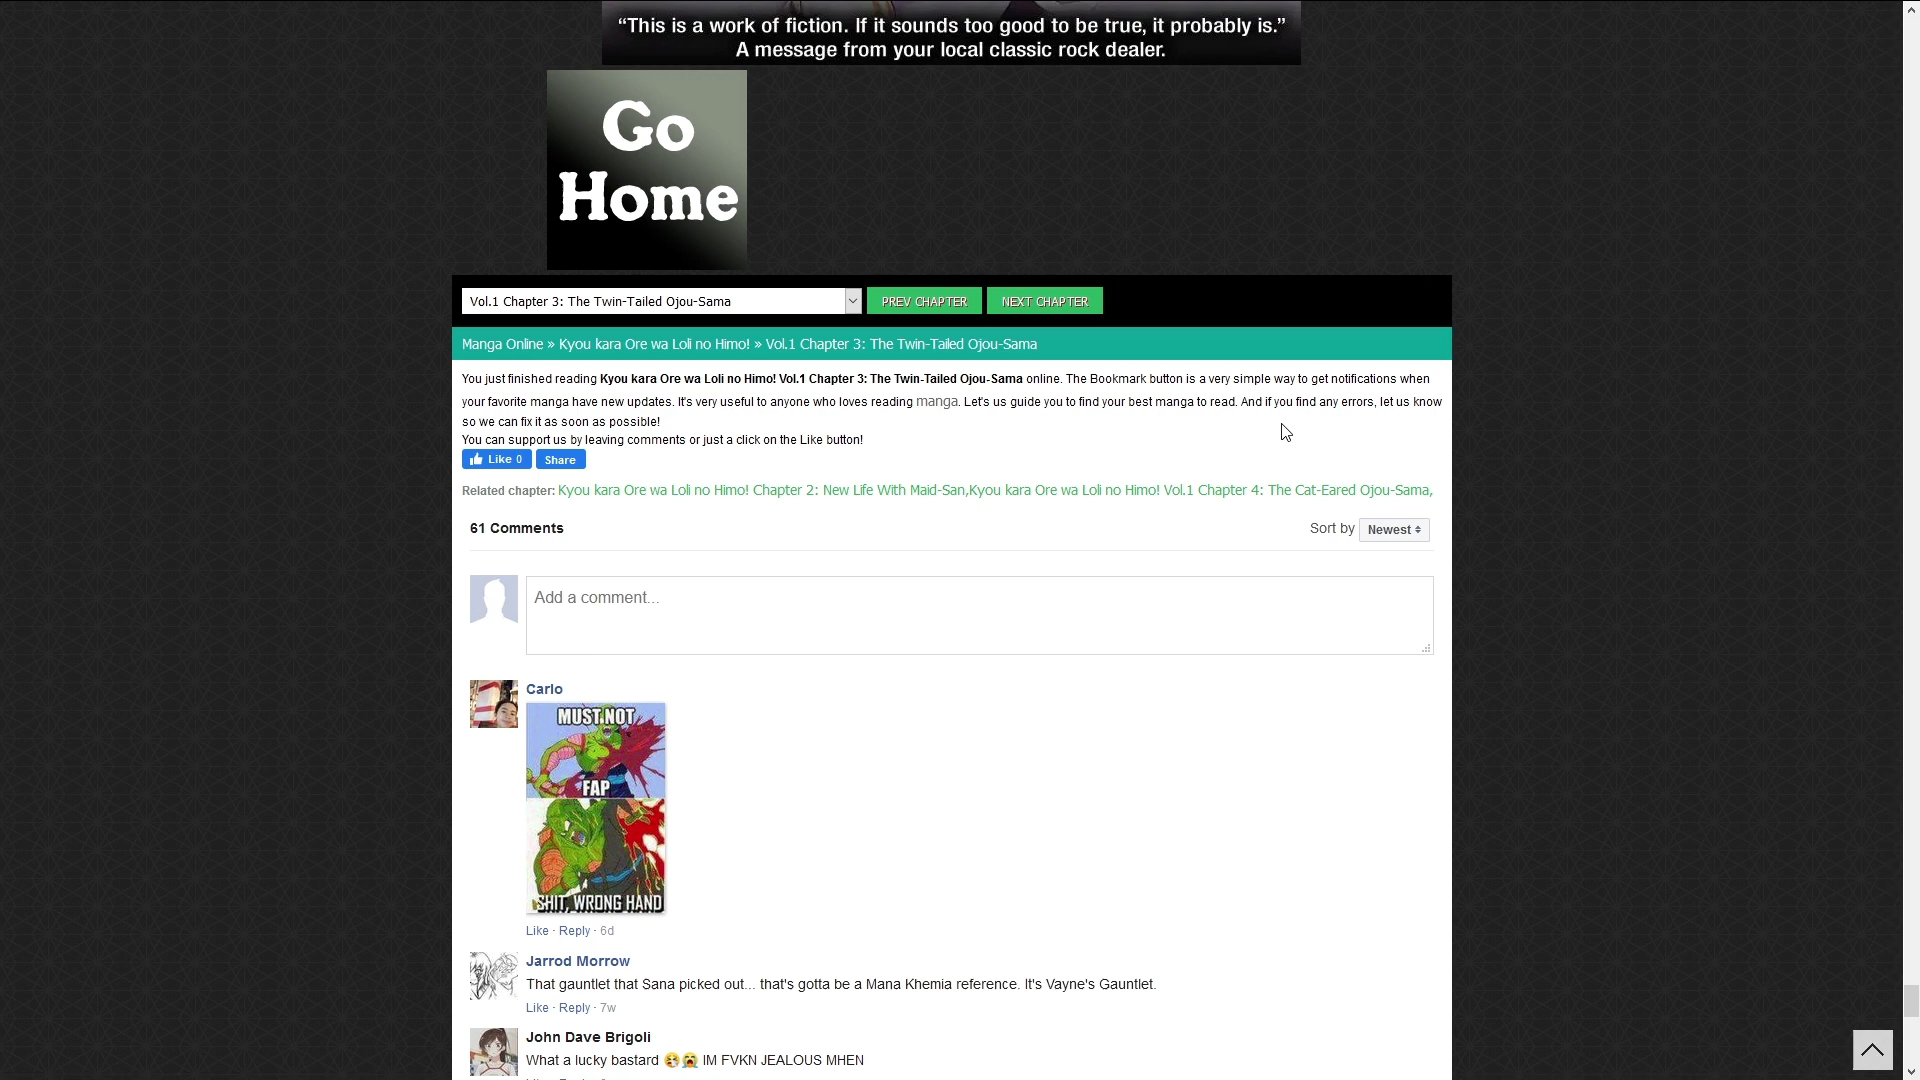 “This is a work of fiction. If it sounds too good to be true, it probably is.”
A message from your local classic rock dealer.
Go
Home
Vol.1 Chapter 3: The Twin-Tailed Ojou-Sama
PREV CHAPTER
NEXT CHAPTER
Manga Online » Kyou kara Ore wa Loli no Himo! » Vol.1 Chapter 3: The Twin-Tailed Ojou-Sama
You just finished reading Kyou kara Ore wa Loli no Himo! Vol.1 Chapter 3: The Twin-Tailed Ojou-Sama online. The Bookmark button is a very simple way to get notifications when
your favorite manga have new updates. It's very useful to anyone who loves reading manga. Let's us guide you to find your best manga to read. And if you find any errors, let us know
so we can fix it as soon as possible!
You can support us by leaving comments or just a click on the Like button!
Like 0
Share
Related chapter: Kyou kara Ore wa Loli no Himo! Chapter 2: New Life With Maid-San,Kyou kara Ore wa Loli no Himo! Vol.1 Chapter 4: The Cat-Eared Ojou-Sama,
61 Comments
Sort by Newest
Add a comment...
Carlo
MUST NOT
FAP
SHIT, WRONG HAND
Like · Reply · 6d
Jarrod Morrow
That gauntlet that Sana picked out... that's gotta be a Mana Khemia reference. It's Vayne's Gauntlet.
Like · Reply · 7w
John Dave Brigoli
What a lucky bastard 🤧😭 IM FVKN JEALOUS MHEN